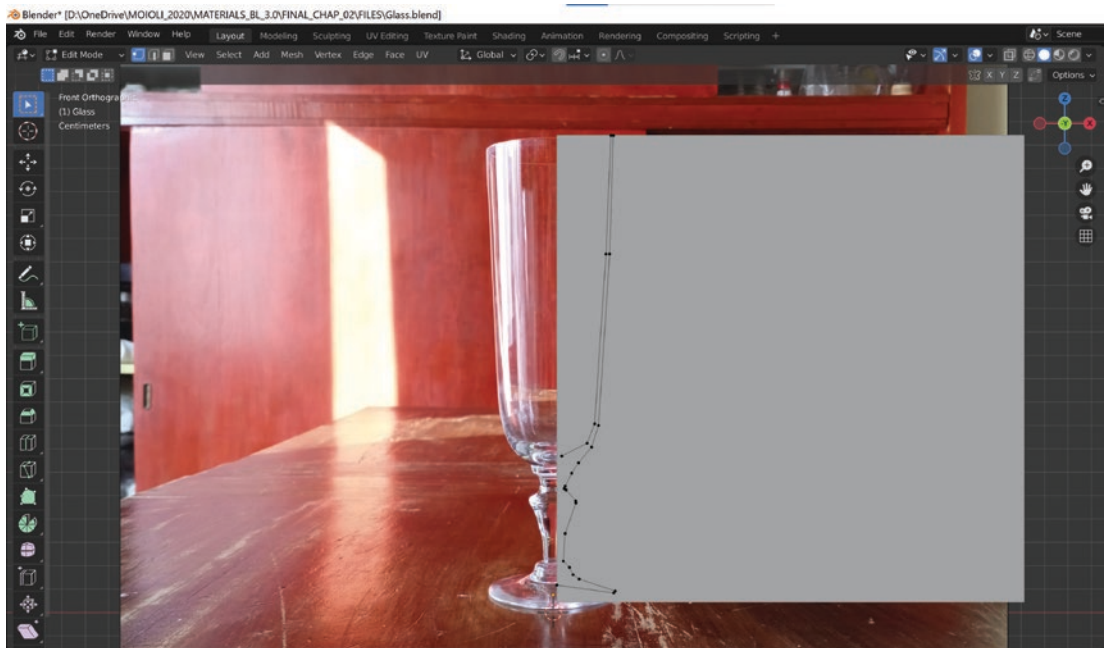 Blender* [D:\OneDrive\MOIOLI_2020\MATERIALS_BL_3.0\FINAL_CHAP_02\FILES\Glass.blend]
File Edit Render Window Help Layout Modeling Sculpting UV Editing Texture Paint Shading Animation Rendering Compositing Scripting + Scene
Edit Mode View Select Add Mesh Vertex Edge Face UV Global
X Y Z Options
Front Orthogra
(1) Glass
Centimeters
Z
Y X